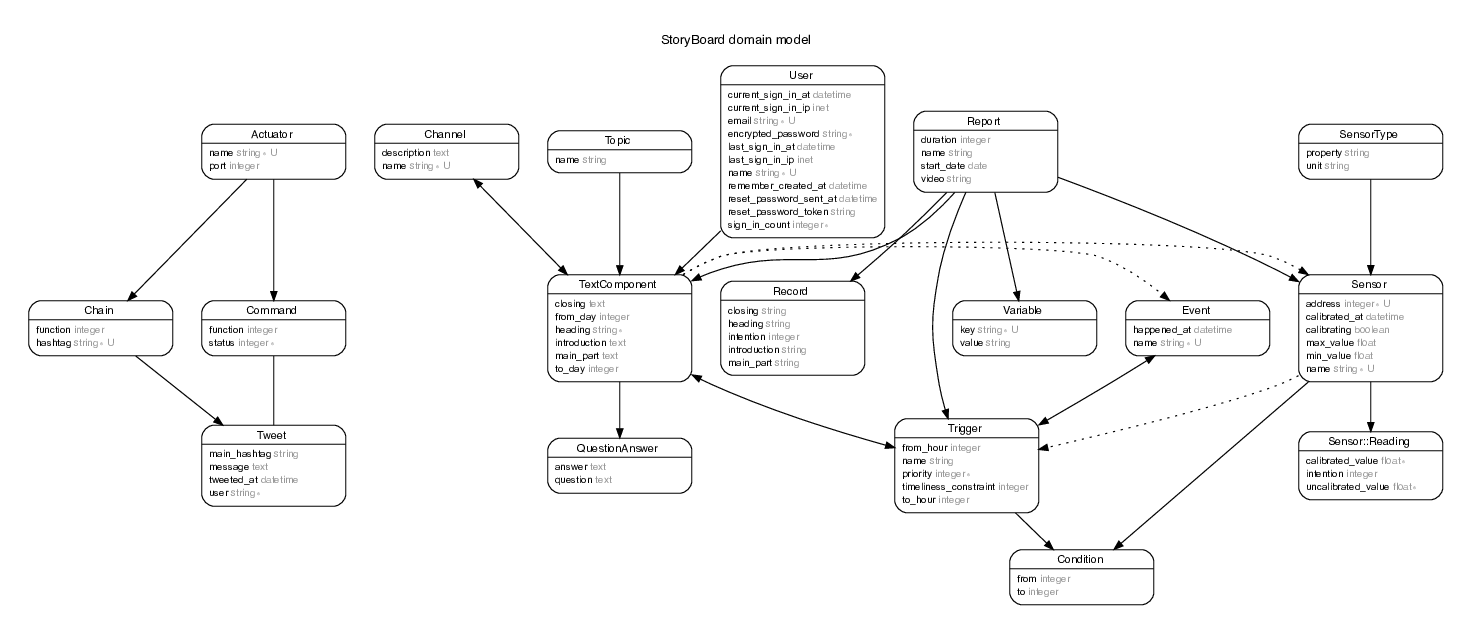 StoryBoard domain model
User
current_sign_in_at datetime
current_sign_in_ip inet
email string ∗ U
encrypted_password string ∗
last_sign_in_at datetime
last_sign_in_ip inet
name string ∗ U
remember_created_at datetime
reset_password_sent_at datetime
reset_password_token string
sign_in_count integer ∗
Actuator
name string ∗ U
port integer
Channel
description text
name string ∗ U
Topic
name string
Report
duration integer
name string
start_date date
video string
SensorType
property string
unit string
Chain
function integer
hashtag string ∗ U
Command
function integer
status integer ∗
TextComponent
closing text
from_day integer
heading string ∗
introduction text
main_part text
to_day integer
Record
closing string
heading string
intention integer
introduction string
main_part string
Variable
key string ∗ U
value string
Event
happened_at datetime
name string ∗ U
Sensor
address integer ∗ U
calibrated_at datetime
calibrating boolean
max_value float
min_value float
name string ∗ U
Tweet
main_hashtag string
message text
tweeted_at datetime
user string ∗
QuestionAnswer
answer text
question text
Trigger
from_hour integer
name string
priority integer ∗
timeliness_constraint integer
to_hour integer
Sensor::Reading
calibrated_value float ∗
intention integer
uncalibrated_value float ∗
Condition
from integer
to integer